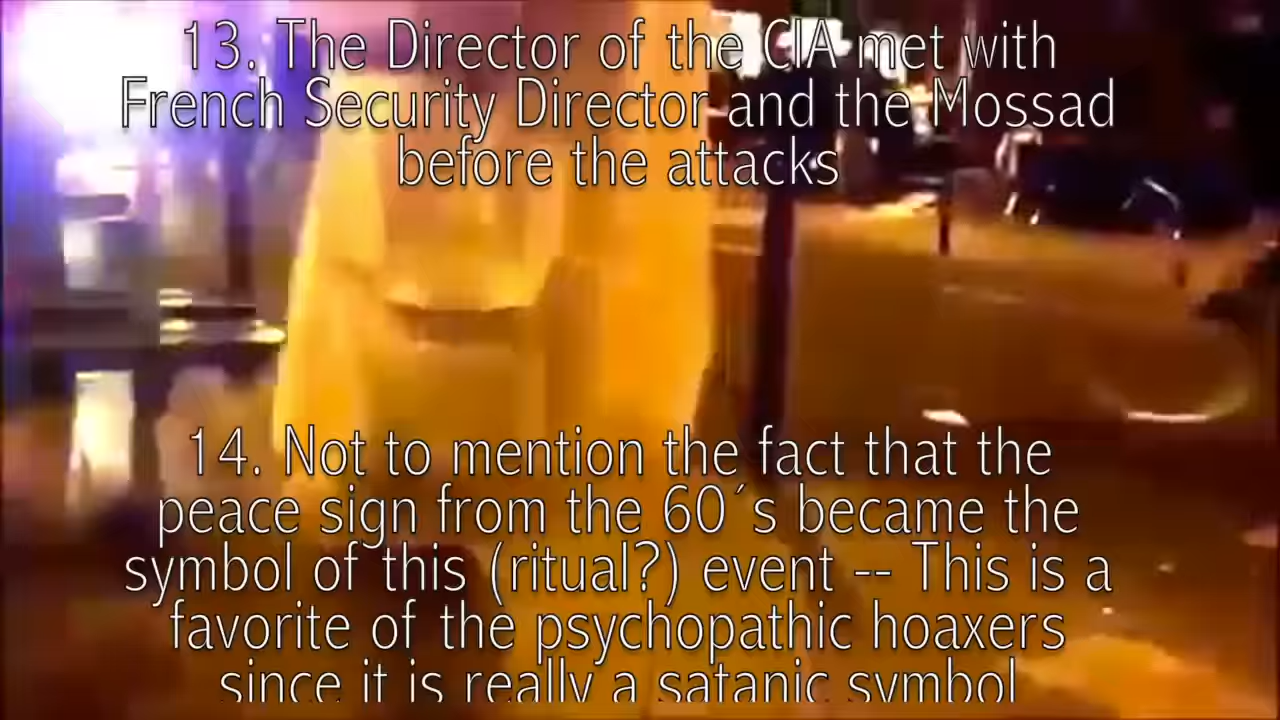 13. The Director of the CIA met with
French Security Director and the Mossad
before the attacks
14. Not to mention the fact that the
peace sign from the 60´s became the
symbol of this (ritual?) event -- This is a
favorite of the psychopathic hoaxers
since it is really a satanic symbol